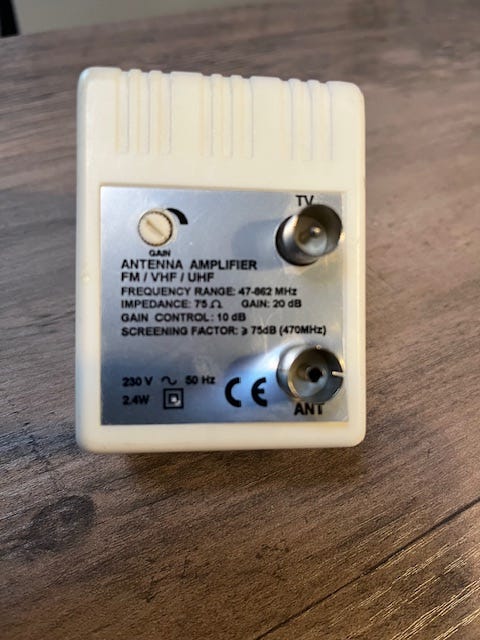 TV
GAIN
ANTENNA AMPLIFIER
FM / VHF / UHF
FREQUENCY RANGE: 47-862 MHz
IMPEDANCE: 75 Ω GAIN: 20 dB
GAIN CONTROL: 10 dB
SCREENING FACTOR: ≥ 75dB (470MHz)
230 V ~ 50 Hz
2.4W
CE
ANT